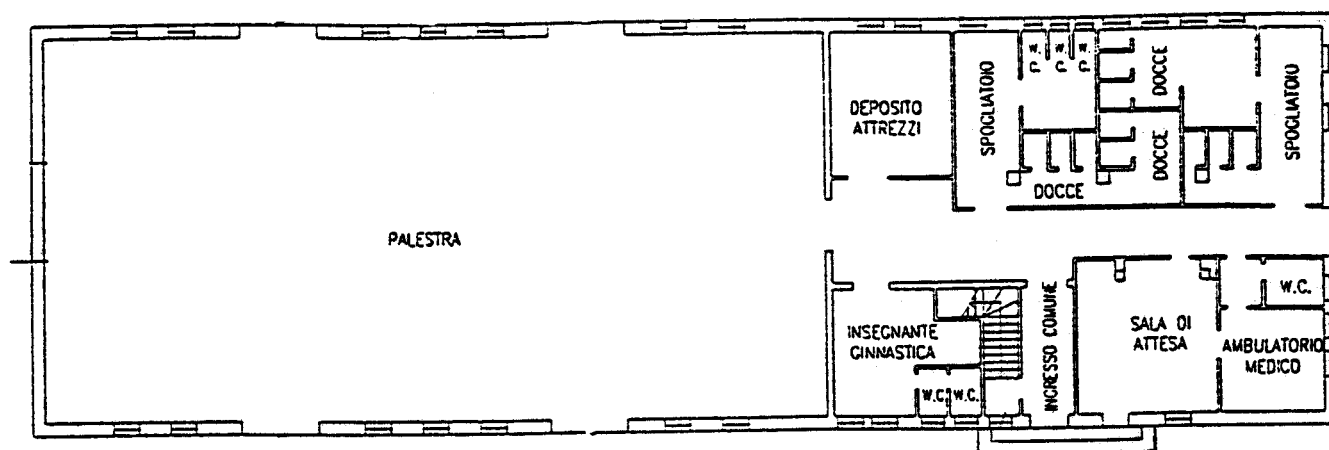 W.C.
W.C.
W.C.
DOCCE
SPOGLIATOIO
SPOGLIATOIO
DEPOSITO
ATTREZZI
DOCCE
DOCCE
PALESTRA
INGRESSO COMUNE
W.C.
INSEGNANTE
GINNASTICA
SALA DI
ATTESA
AMBULATORIO
MEDICO
W.C.
W.C.